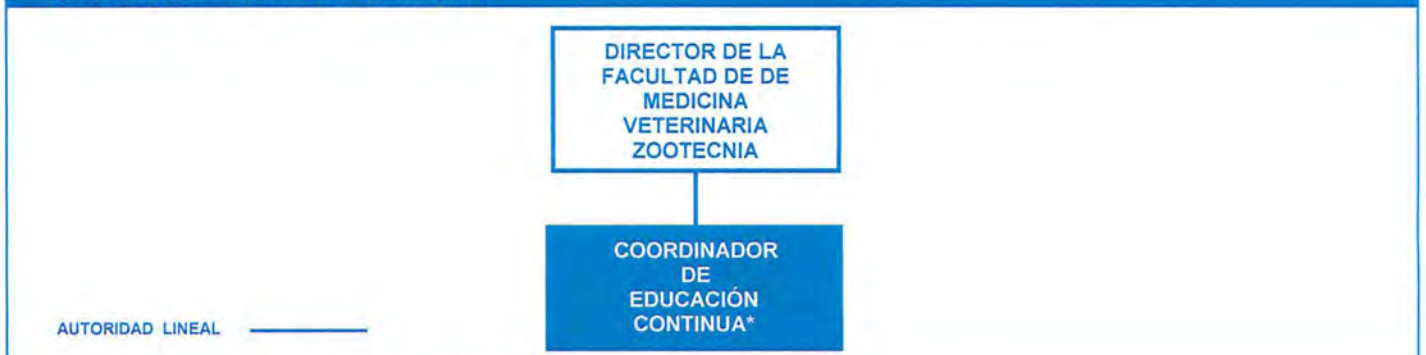 DIRECTOR DE LA
FACULTAD DE DE
MEDICINA
VETERINARIA
ZOOTECNIA
COORDINADOR
DE
EDUCACIÓN
CONTINUA*
AUTORIDAD LINEAL